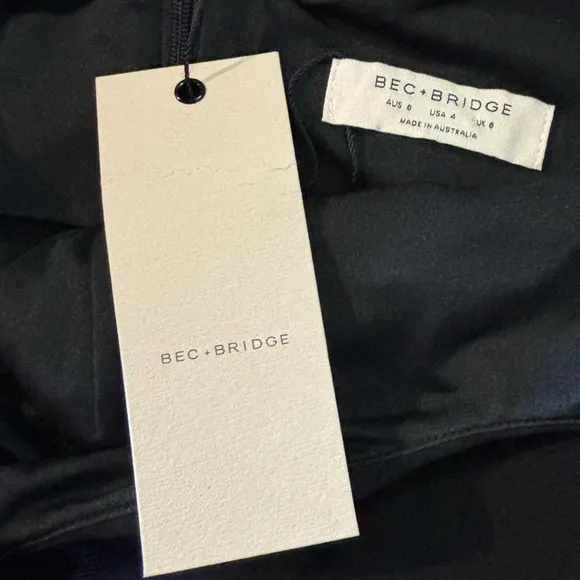 BEC + BRIDGE
AUS 8 USA 4 UK 8
MADE IN AUSTRALIA
BEC + BRIDGE